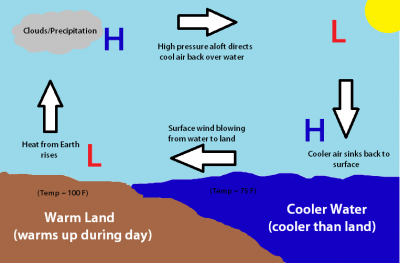 Clouds/Precipitation
H
High pressure aloft directs
cool air back over water
L
Heat from Earth
rises
L
Surface wind blowing
from water to land
H
Cooler air sinks back to
surface
(Temp ~ 100 F)
Warm Land
(warms up during day)
(Temp ~ 75 F)
Cooler Water
(cooler than land)